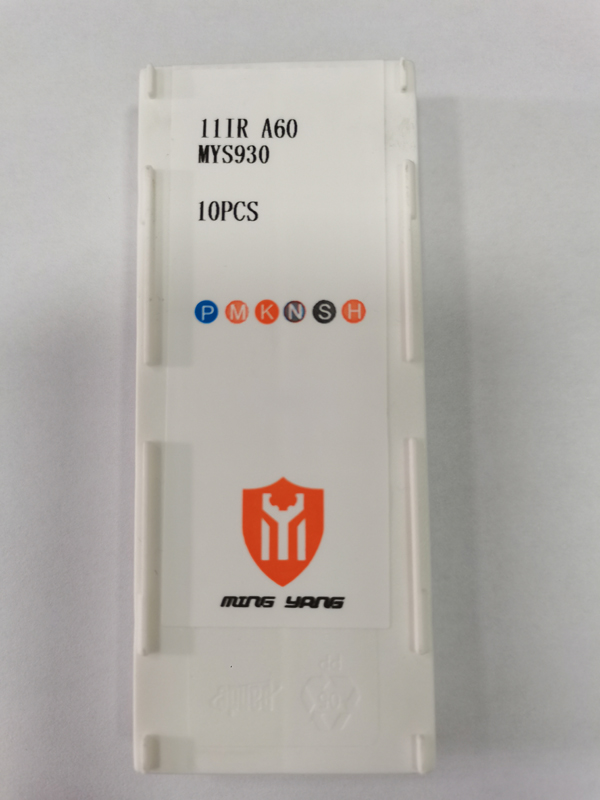 11IR A60
MYS930
10PCS
P M K N S H
MING YANG